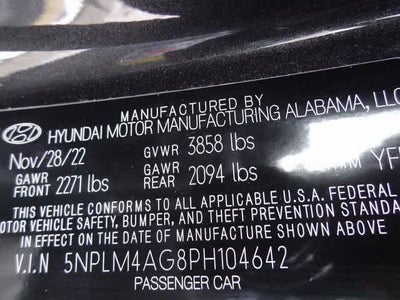 MANUFACTURED BY
HYUNDAI MOTOR MANUFACTURING ALABAMA, LLC
Nov/28/22 GVWR 3858 lbs
GAWR FRONT 2271 lbs GAWR REAR 2094 lbs
THIS VEHICLE CONFORMS TO ALL APPLICABLE U.S.A. FEDERAL
MOTOR VEHICLE SAFETY, BUMPER, AND THEFT PREVENTION STANDA
IN EFFECT ON THE DATE OF MANUFACTURE SHOWN ABOVE.
V.I.N 5NPLM4AG8PH104642
PASSENGER CAR